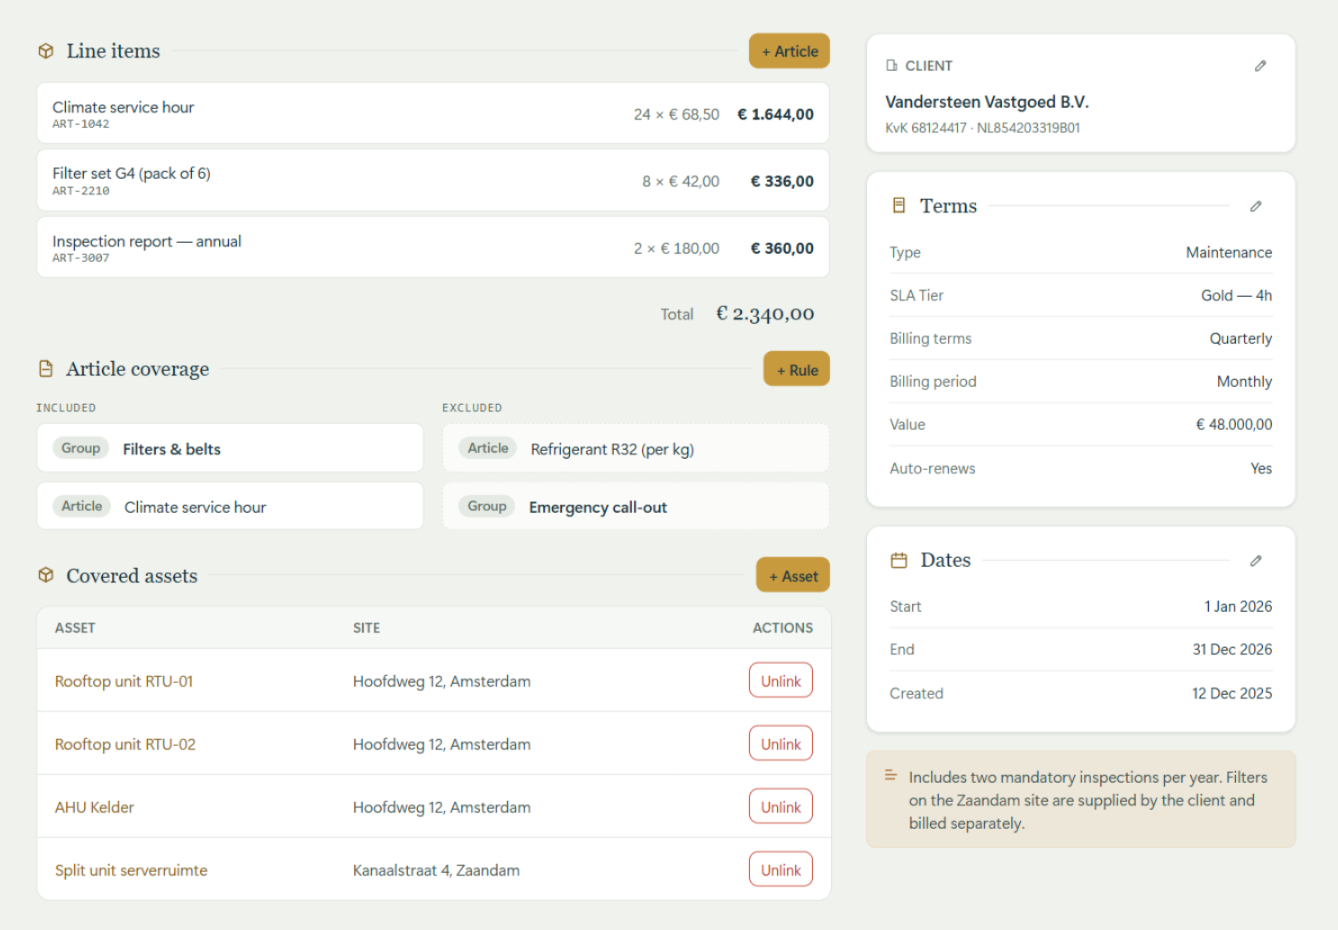 Line items
+ Article
Climate service hour
ART-1042
24 × € 68,50 € 1.644,00
Filter set G4 (pack of 6)
ART-2210
8 × € 42,00 € 336,00
Inspection report — annual
ART-3007
2 × € 180,00 € 360,00
Total € 2.340,00
Article coverage
+ Rule
INCLUDED
Group Filters & belts
Article Climate service hour
EXCLUDED
Article Refrigerant R32 (per kg)
Group Emergency call-out
Covered assets
+ Asset
ASSET SITE ACTIONS
Rooftop unit RTU-01 Hoofdweg 12, Amsterdam Unlink
Rooftop unit RTU-02 Hoofdweg 12, Amsterdam Unlink
AHU Kelder Hoofdweg 12, Amsterdam Unlink
Split unit serverruimte Kanaalstraat 4, Zaandam Unlink
CLIENT
Vandersteen Vastgoed B.V.
KvK 68124417 · NL854203319B01
Terms
Type Maintenance
SLA Tier Gold — 4h
Billing terms Quarterly
Billing period Monthly
Value € 48.000,00
Auto-renews Yes
Dates
Start 1 Jan 2026
End 31 Dec 2026
Created 12 Dec 2025
Includes two mandatory inspections per year. Filters
on the Zaandam site are supplied by the client and
billed separately.